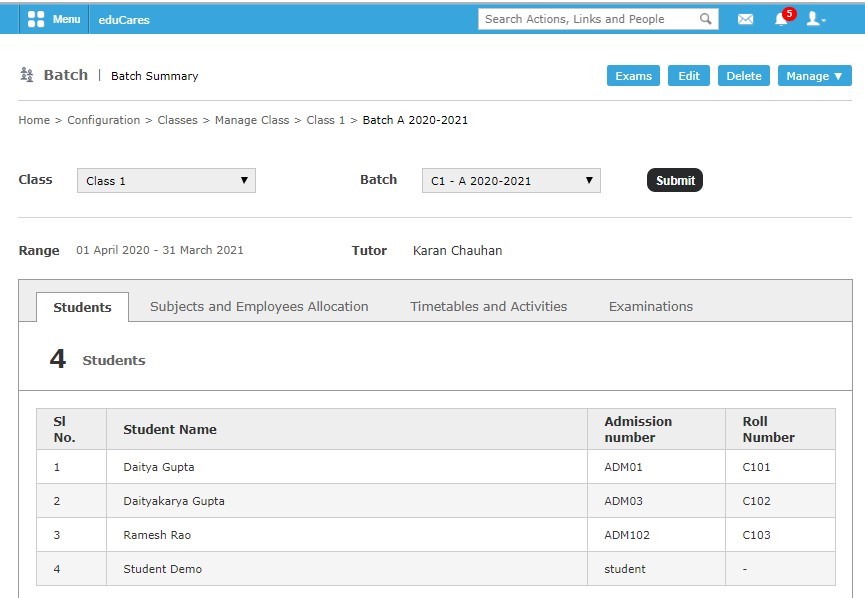 Menu eduCares Search Actions, Links and People 5
Batch | Batch Summary Exams Edit Delete Manage ▼
Home > Configuration > Classes > Manage Class > Class 1 > Batch A 2020-2021
Class Class 1 ▼ Batch C1 - A 2020-2021 ▼ Submit
Range 01 April 2020 - 31 March 2021 Tutor Karan Chauhan
Students Subjects and Employees Allocation Timetables and Activities Examinations
4 Students
Sl No. Student Name Admission number Roll Number
1 Daitya Gupta ADM01 C101
2 Daityakarya Gupta ADM03 C102
3 Ramesh Rao ADM102 C103
4 Student Demo student -